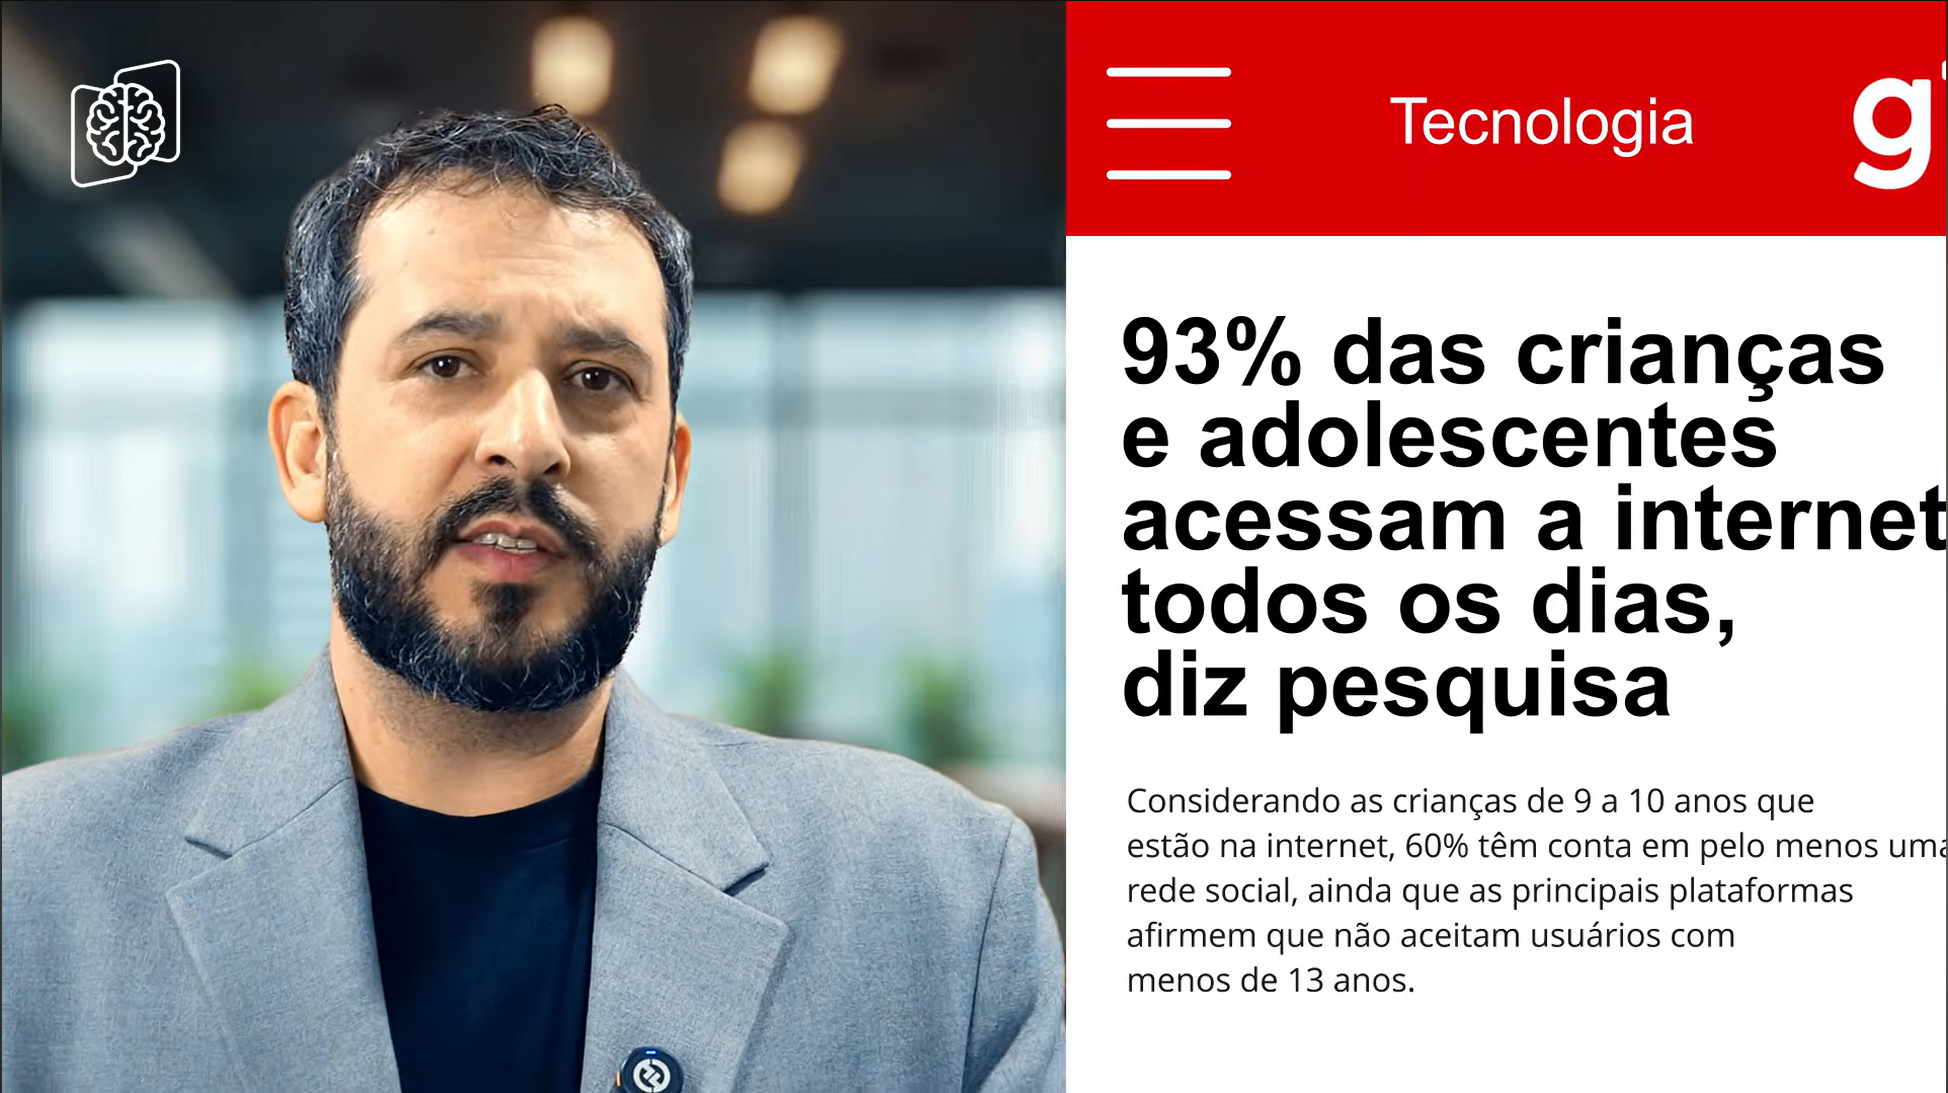 Tecnologia
g
93% das crianças
e adolescentes
acessam a internet
todos os dias,
diz pesquisa
Considerando as crianças de 9 a 10 anos que
estão na internet, 60% têm conta em pelo menos uma
rede social, ainda que as principais plataformas
afirmem que não aceitam usuários com
menos de 13 anos.